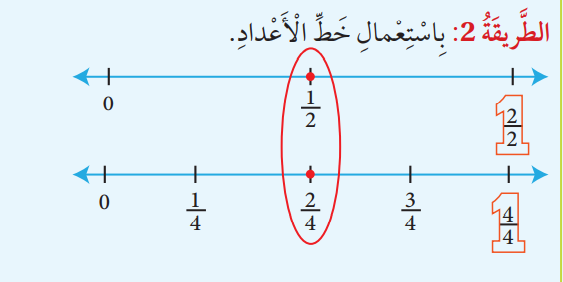 الطَّريقَةُ 2: بِاسْتِعْمالِ خَطِّ الْأَعْدادِ.
0 1/2 1 2/2
0 1/4 2/4 3/4 1 4/4